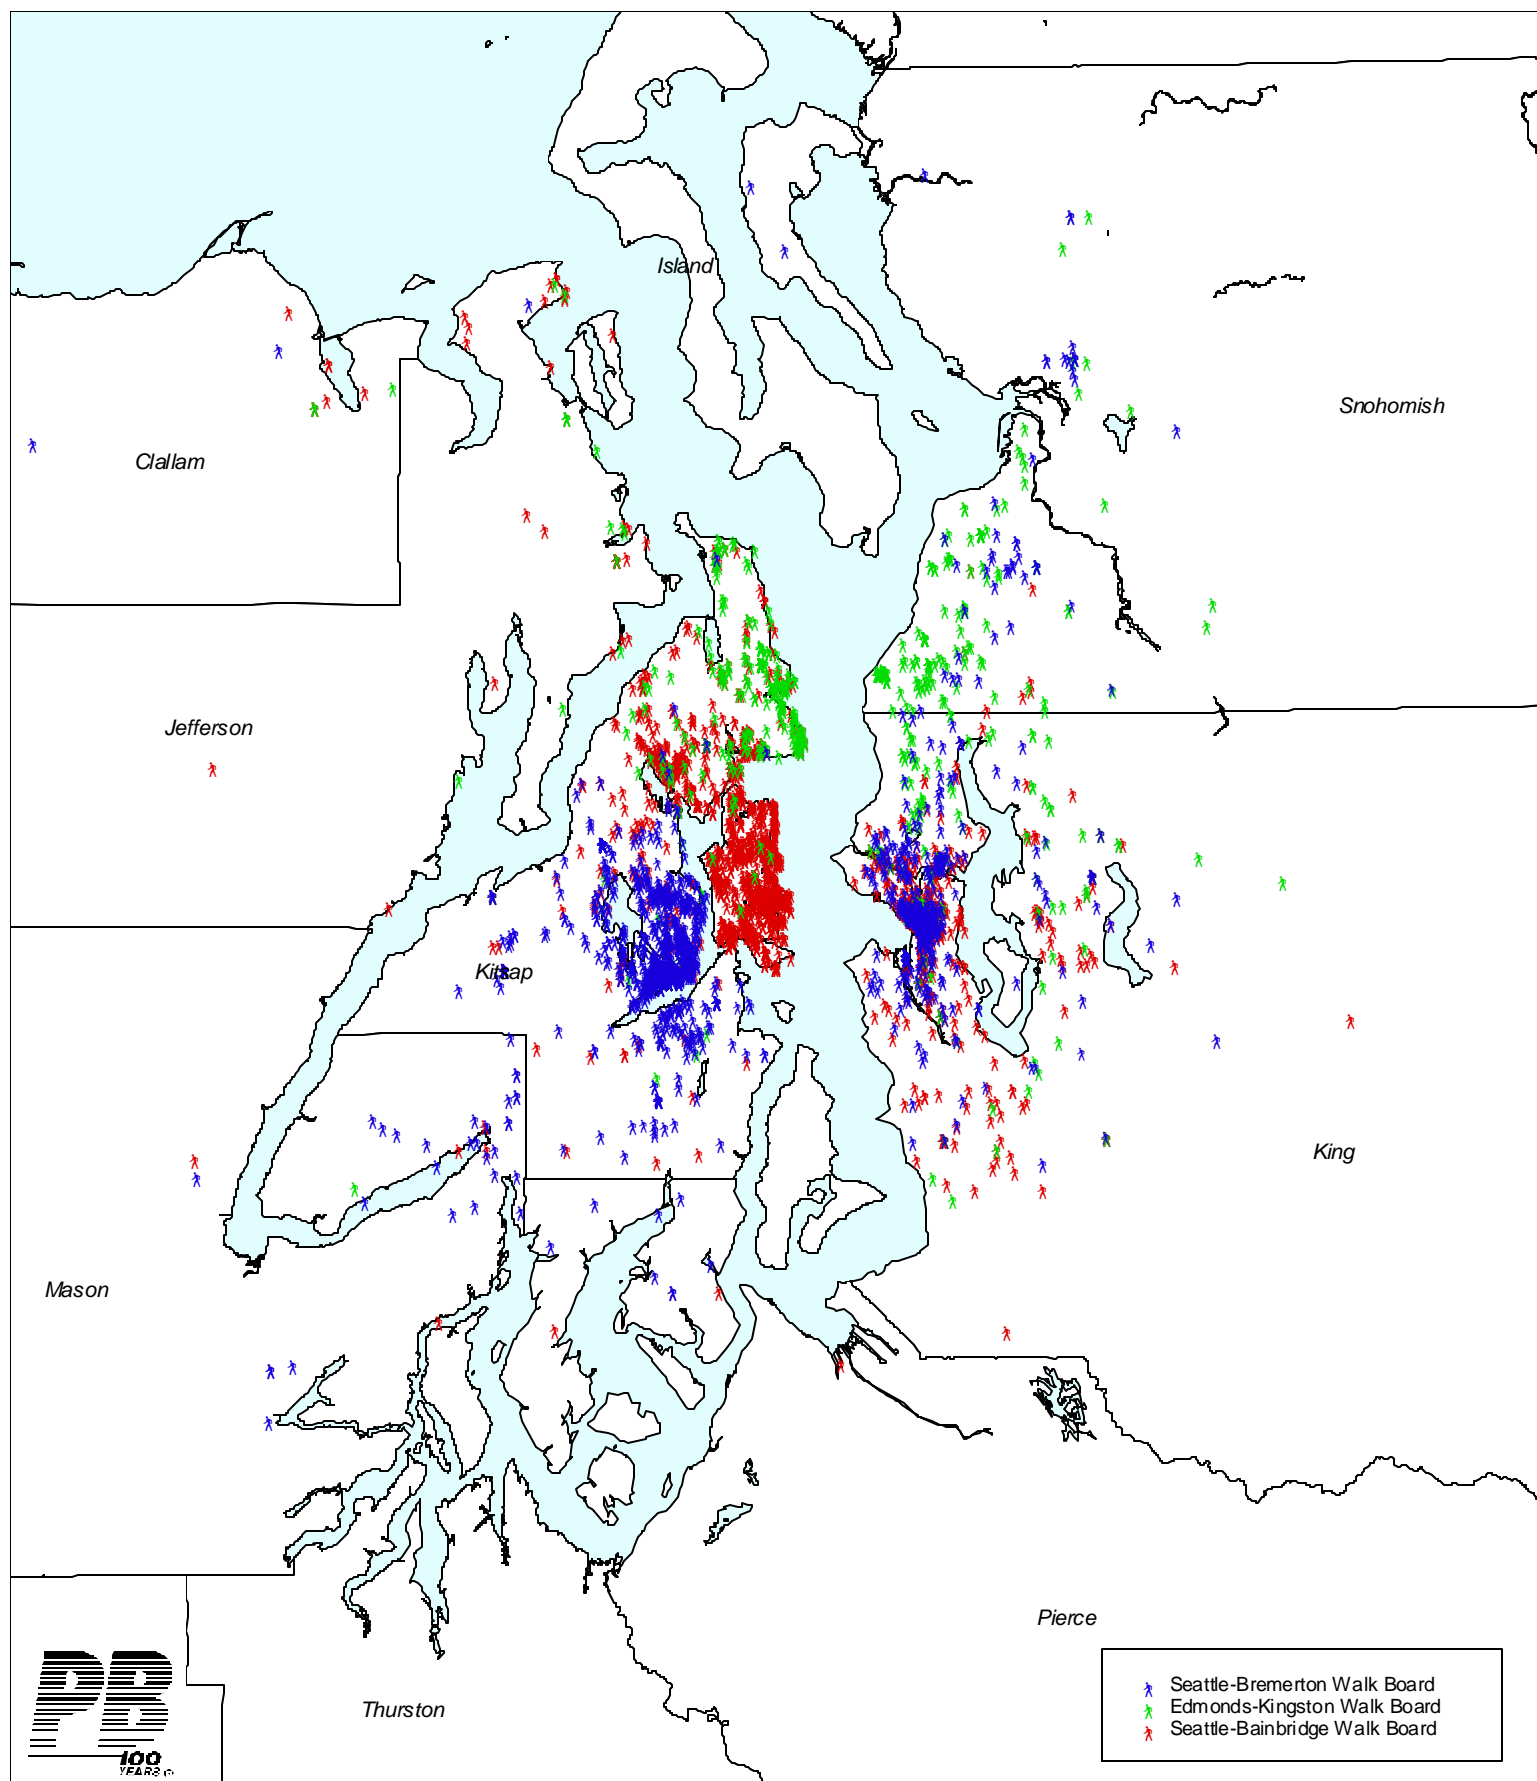 Island
Snohomish
Clallam
Jefferson
Kitsap
King
Mason
Pierce
Thurston
Seattle-Bremerton Walk Board
Edmonds-Kingston Walk Board
Seattle-Bainbridge Walk Board
PB
100
YEARS